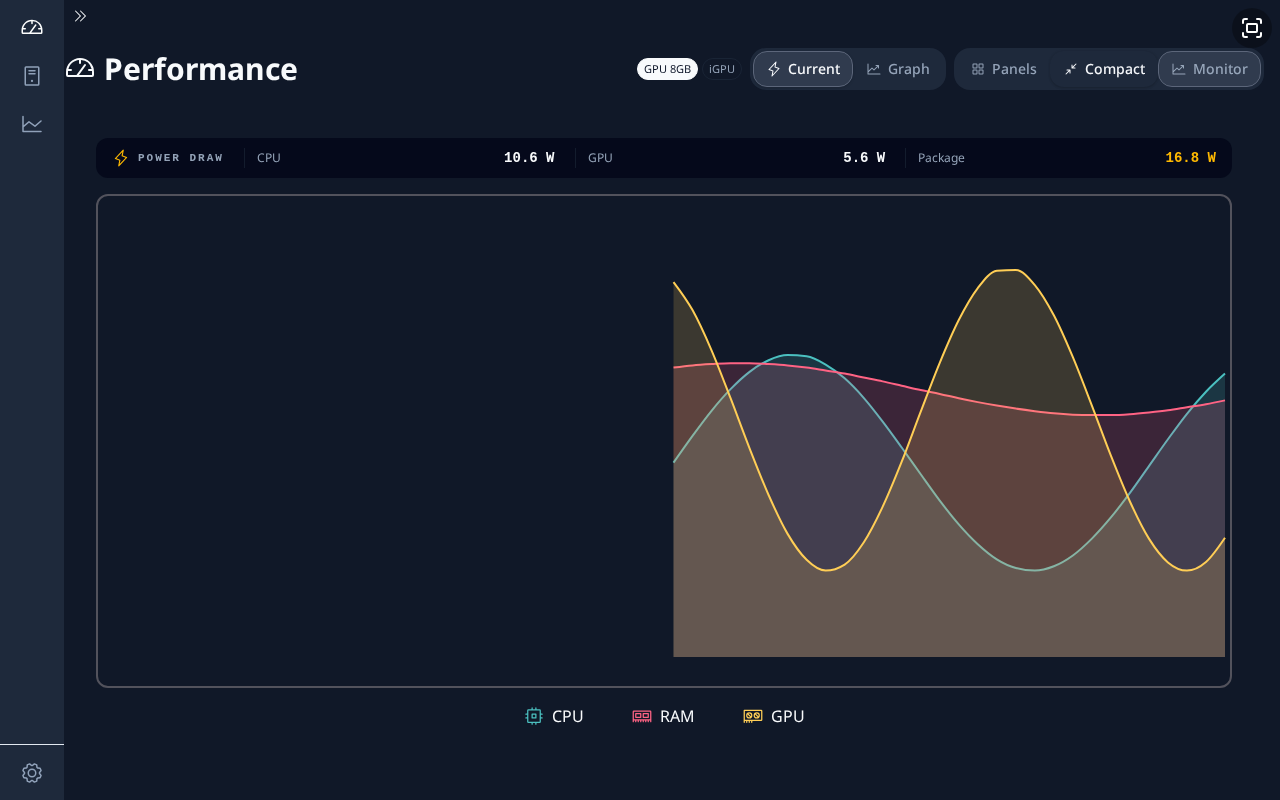 Performance
GPU 8GB
iGPU
Current
Graph
Panels
Compact
Monitor
POWER DRAW
CPU
10.6 W
GPU
5.6 W
Package
16.8 W
CPU
RAM
GPU